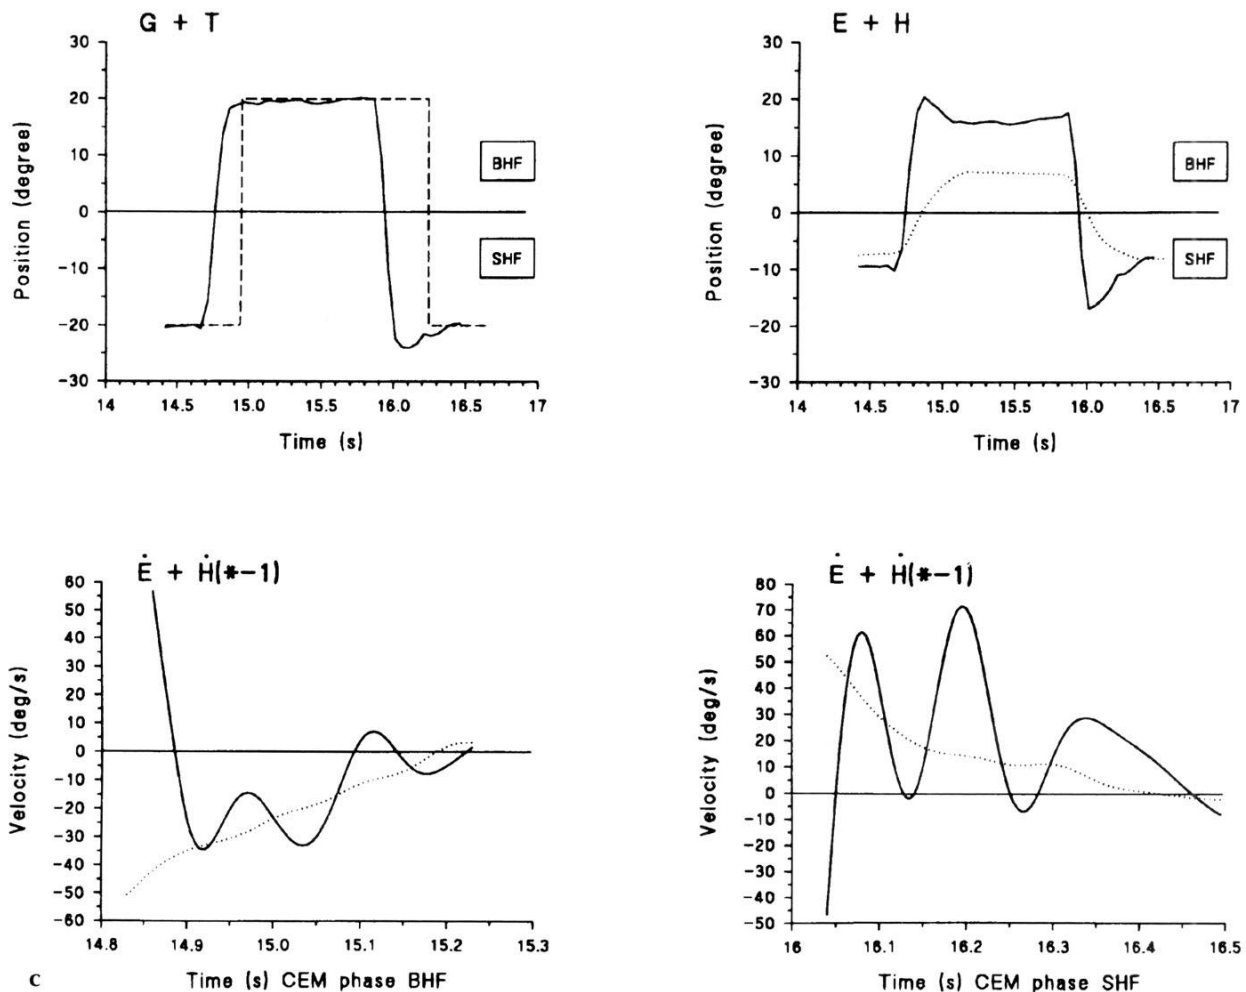 G + T
30
20
10
0
-10
-20
-30
Position (degree)
BHF
SHF
14 14.5 15.0 15.5 16.0 16.5 17
Time (s)
E + H
30
20
10
0
-10
-20
-30
Position (degree)
BHF
SHF
14 14.5 15.0 15.5 16.0 16.5 17
Time (s)
Ė + Ḣ(*-1)
60
50
40
30
20
10
0
-10
-20
-30
-40
-50
-60
Velocity (deg/s)
14.8 14.9 15.0 15.1 15.2 15.3
c Time (s) CEM phase BHF
Ė + Ḣ(*-1)
80
70
60
50
40
30
20
10
0
-10
-20
-30
-40
-50
Velocity (deg/s)
16 16.1 16.2 16.3 16.4 16.5
Time (s) CEM phase SHF